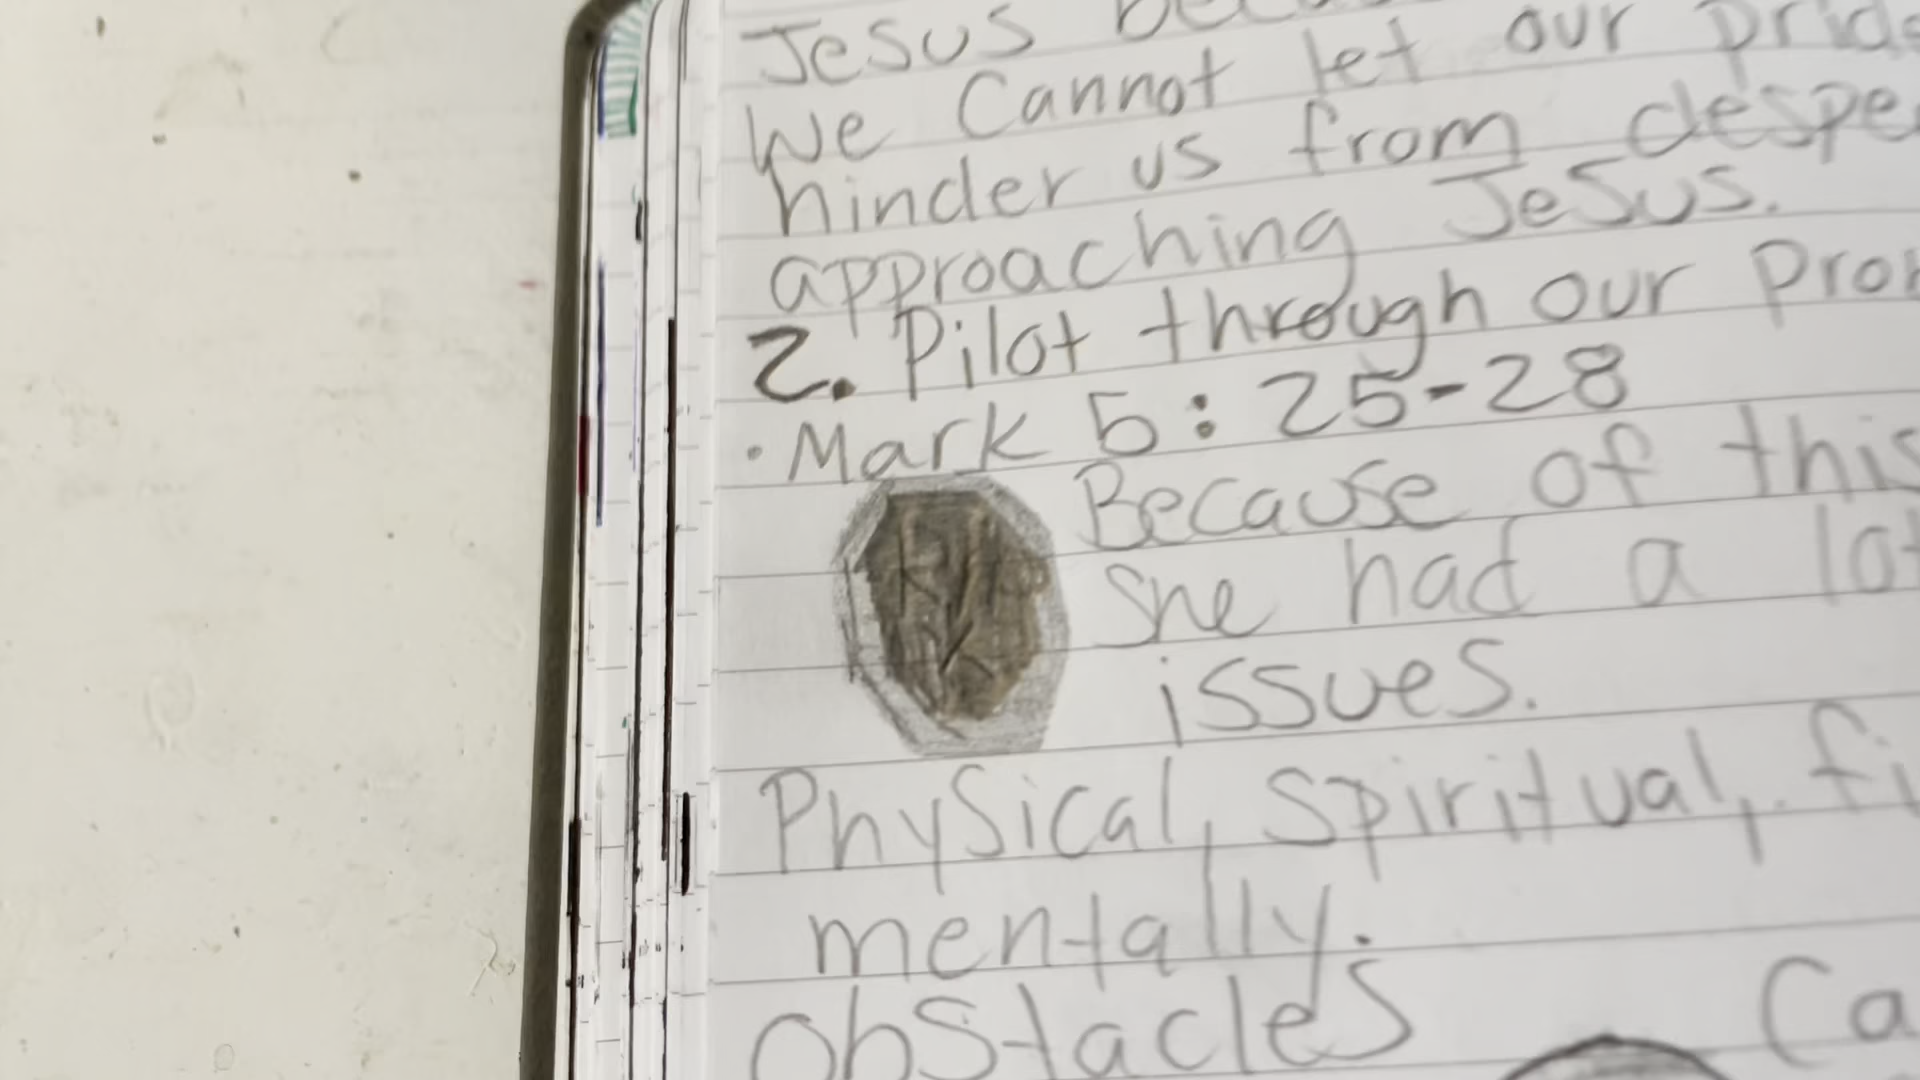 Jesus
We Cannot let our
hinder us from
approaching Jesus.
2. Pilot through our
• Mark 5: 25-28
Because of this
She had a lot
issues.
Physical, Spiritual,
mentally.
obstacles